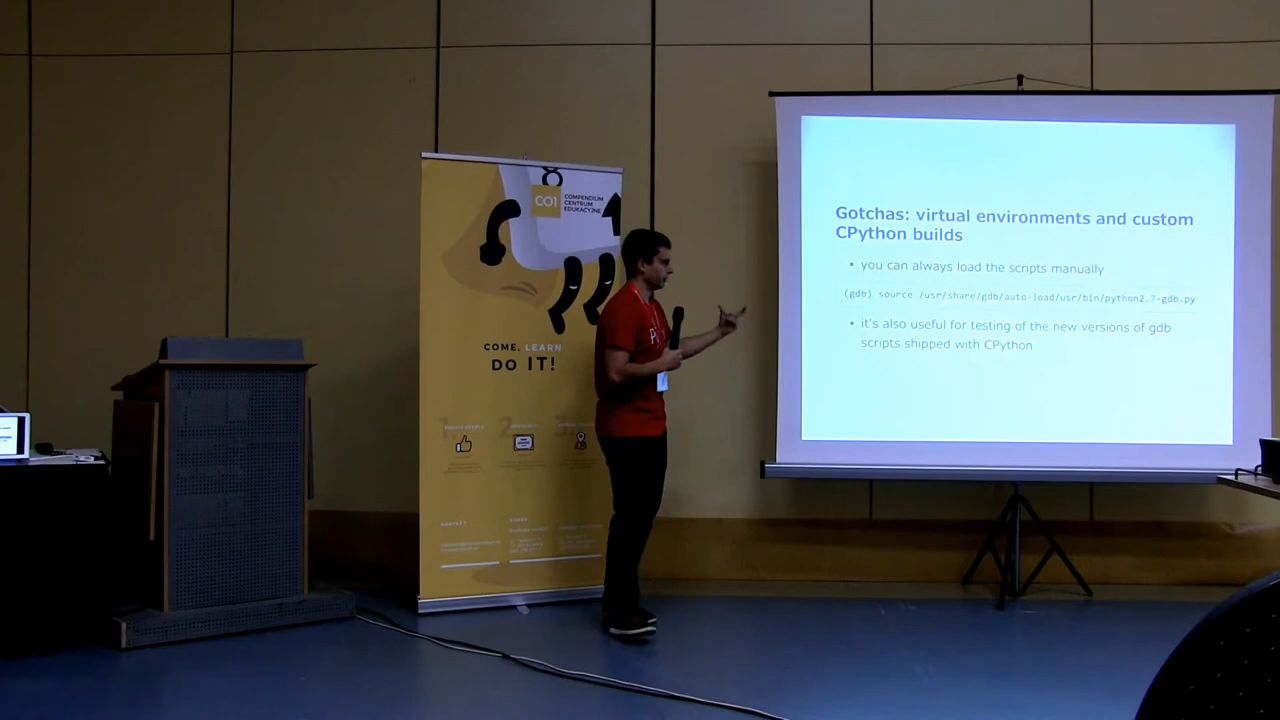 CO1
COMPENDIUM
CENTRUM
EDUKACYJNE
COME, LEARN
DO IT!
Gotchas: virtual environments and custom
CPython builds
• you can always load the scripts manually
(gdb) source /usr/share/gdb/auto-load/usr/bin/python2.7-gdb.py
• it's also useful for testing of the new versions of gdb
scripts shipped with CPython